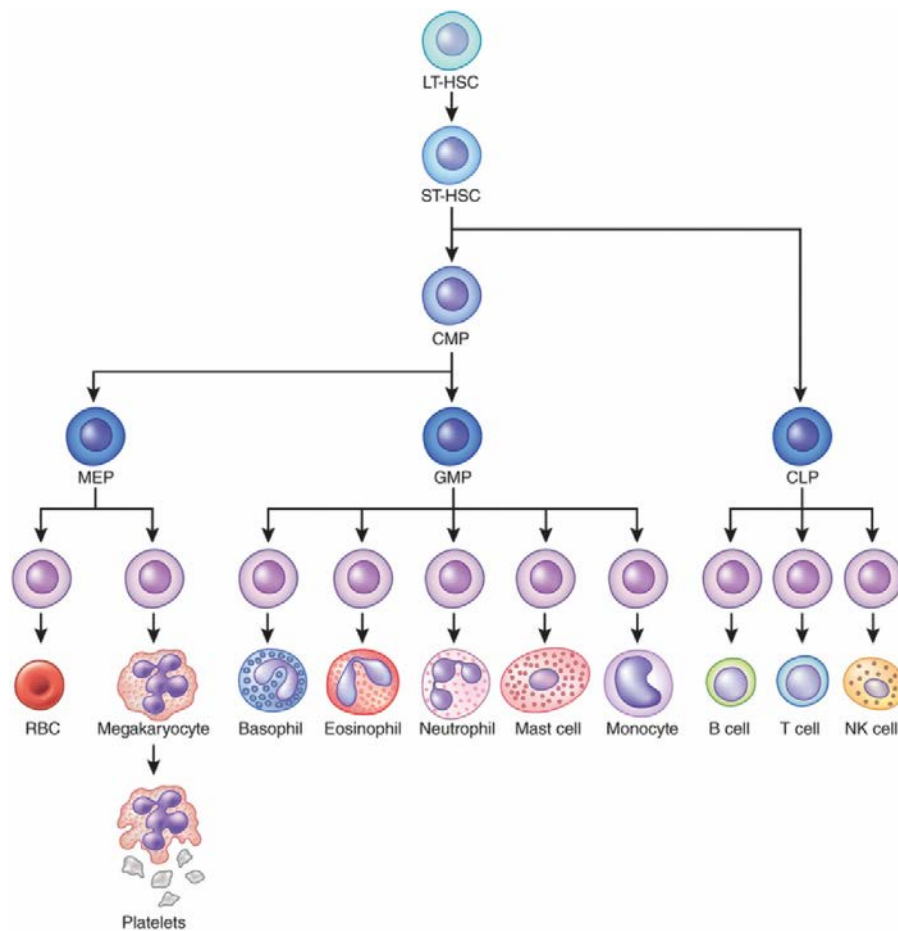 LT-HSC
ST-HSC
CMP
MEP
GMP
CLP
RBC
Megakaryocyte
Basophil
Eosinophil
Neutrophil
Mast cell
Monocyte
B cell
T cell
NK cell
Platelets